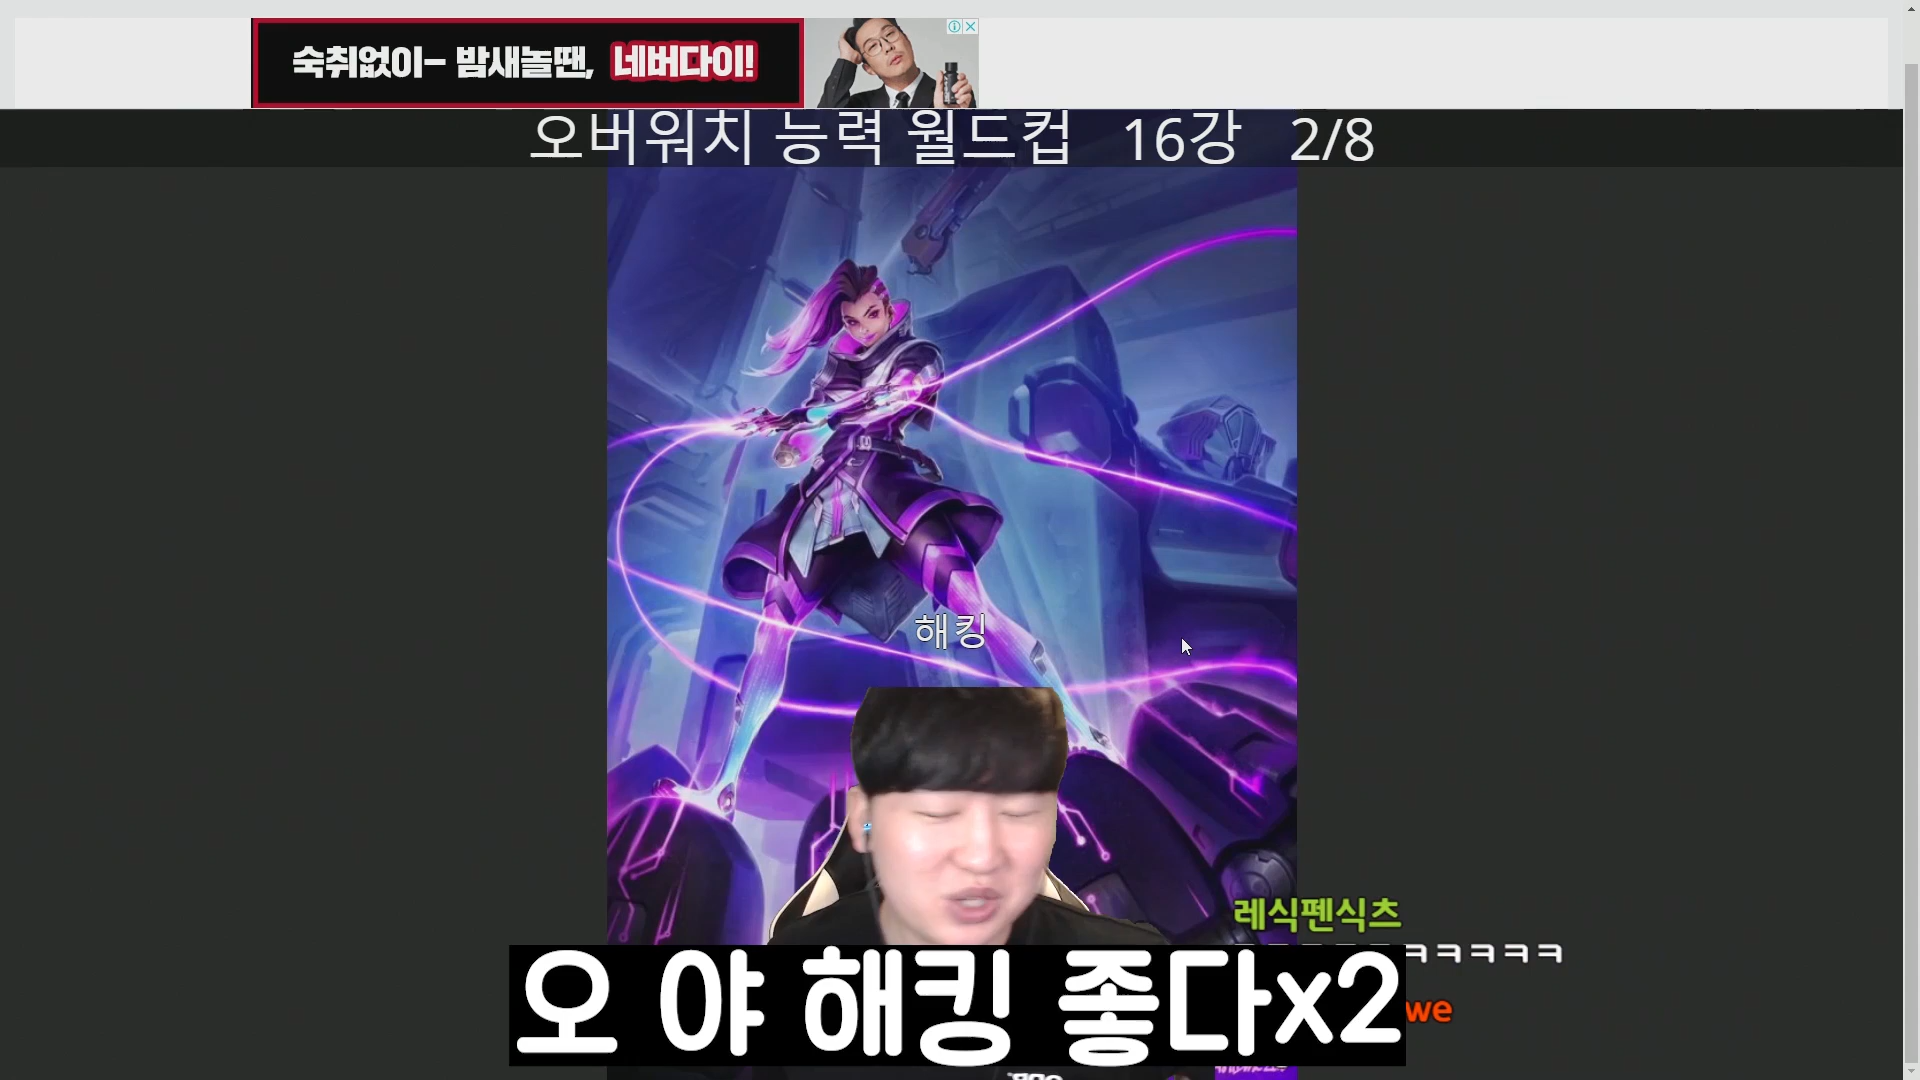 숙취없이- 밤새놀땐, 네버다이!
오버워치 능력 월드컵 16강 2/8
해킹
레식펜식츠
ㅋㅋㅋㅋㅋ
we
오 야 해킹 좋다x2